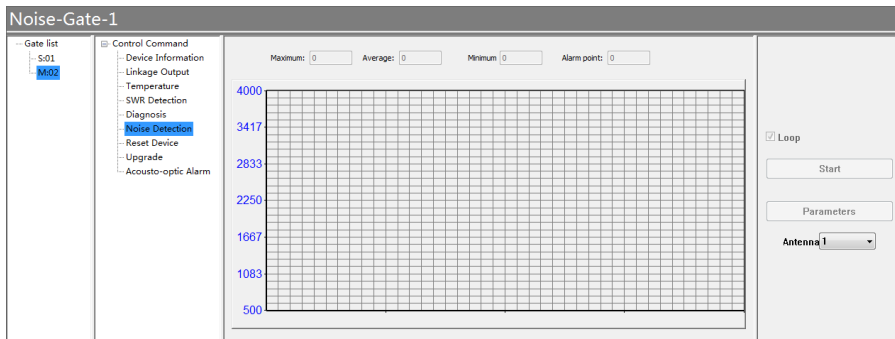 Noise-Gate-1
Gate list
S:01
M:02
Control Command
Device Information
Linkage Output
Temperature
SWR Detection
Diagnosis
Noise Detection
Reset Device
Upgrade
Acousto-optic Alarm
Maximum: 0 Average: 0 Minimum 0 Alarm point: 0
4000
3417
2833
2250
1667
1083
500
Loop
Start
Parameters
Antenna 1